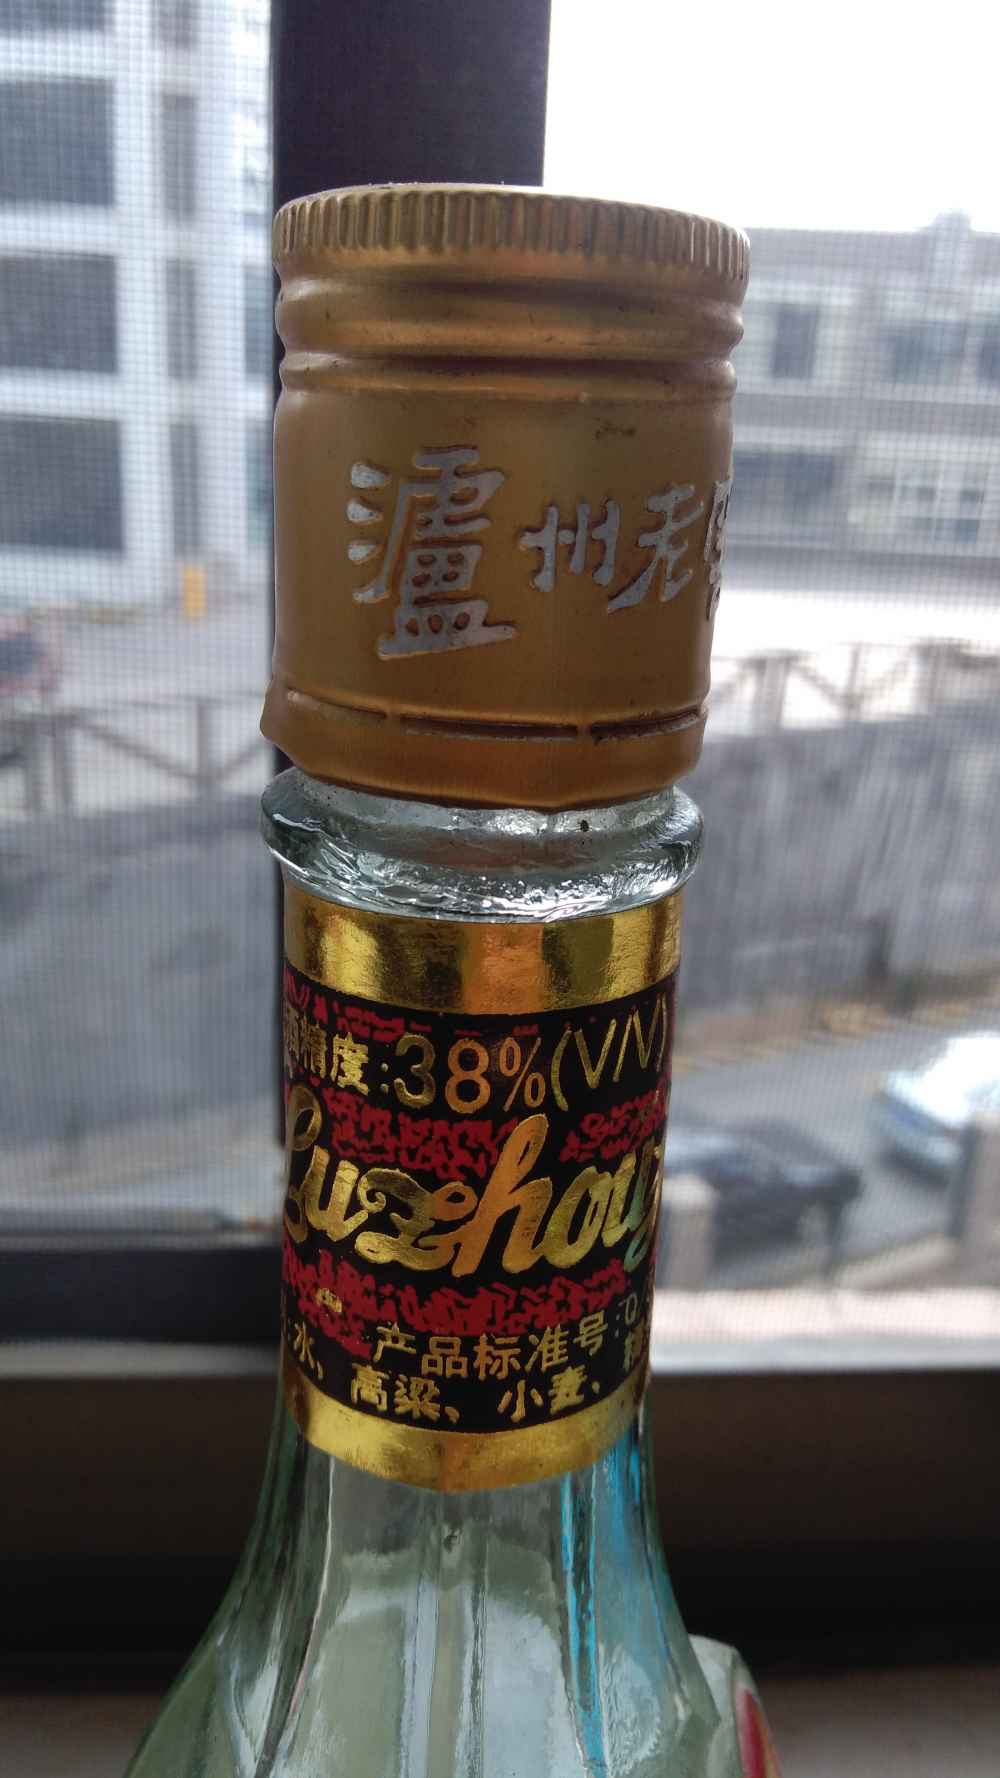 瀘州老
酒精度:38%(V/V)
Luzhou
产品标准号:
水、高粱、小麦、